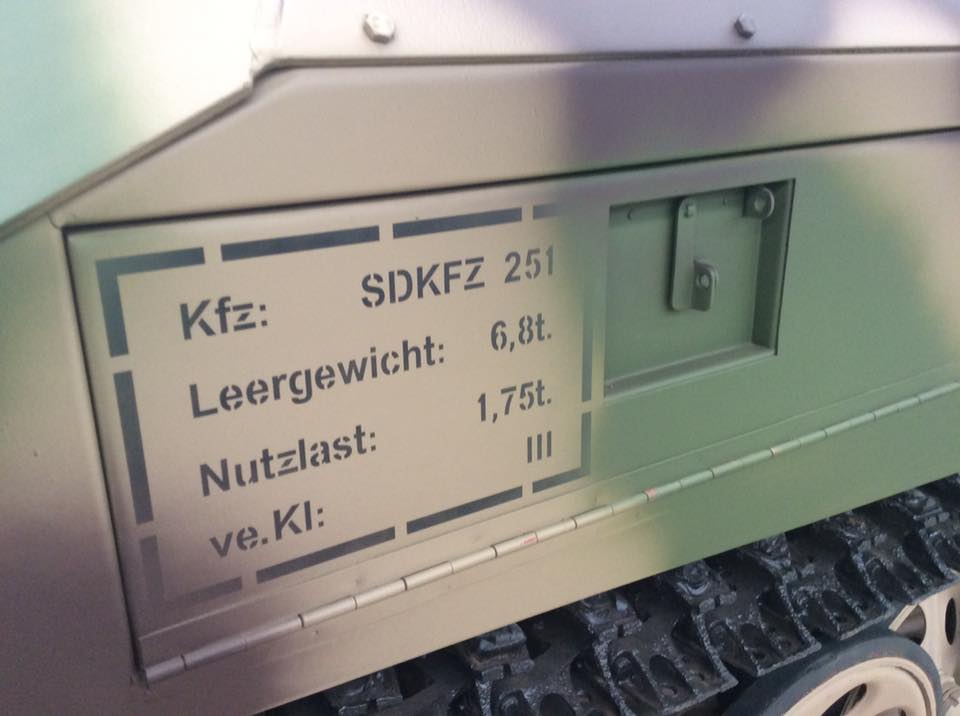 Kfz: SDKFZ 251
Leergewicht: 6,8t.
Nutzlast: 1,75t.
ve.Kl: III